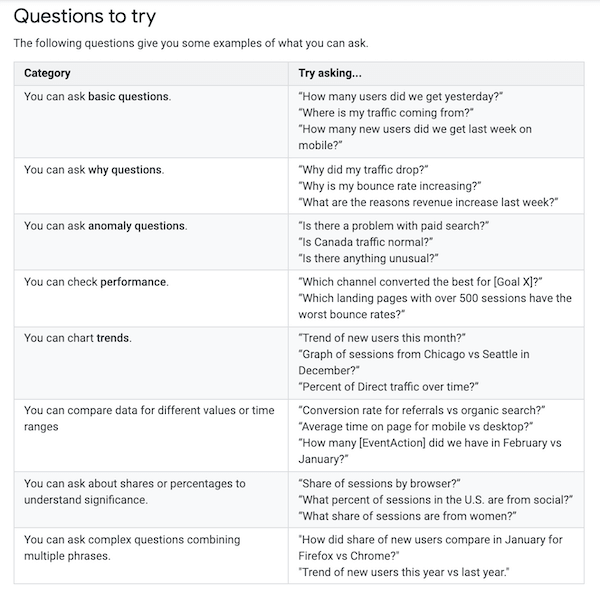 Questions to try
The following questions give you some examples of what you can ask.
Category
Try asking...
You can ask basic questions.
“How many users did we get yesterday?”
“Where is my traffic coming from?”
“How many new users did we get last week on
mobile?”
You can ask why questions.
“Why did my traffic drop?”
“Why is my bounce rate increasing?”
“What are the reasons revenue increase last week?”
You can ask anomaly questions.
“Is there a problem with paid search?”
“Is Canada traffic normal?”
“Is there anything unusual?”
You can check performance.
“Which channel converted the best for [Goal X]?”
“Which landing pages with over 500 sessions have the
worst bounce rates?”
You can chart trends.
“Trend of new users this month?”
“Graph of sessions from Chicago vs Seattle in
December?”
“Percent of Direct traffic over time?”
You can compare data for different values or time
ranges
“Conversion rate for referrals vs organic search?”
“Average time on page for mobile vs desktop?”
“How many [EventAction] did we have in February vs
January?”
You can ask about shares or percentages to
understand significance.
“Share of sessions by browser?”
“What percent of sessions in the U.S. are from social?”
“What share of sessions are from women?”
You can ask complex questions combining
multiple phrases.
"How did share of new users compare in January for
Firefox vs Chrome?"
"Trend of new users this year vs last year."